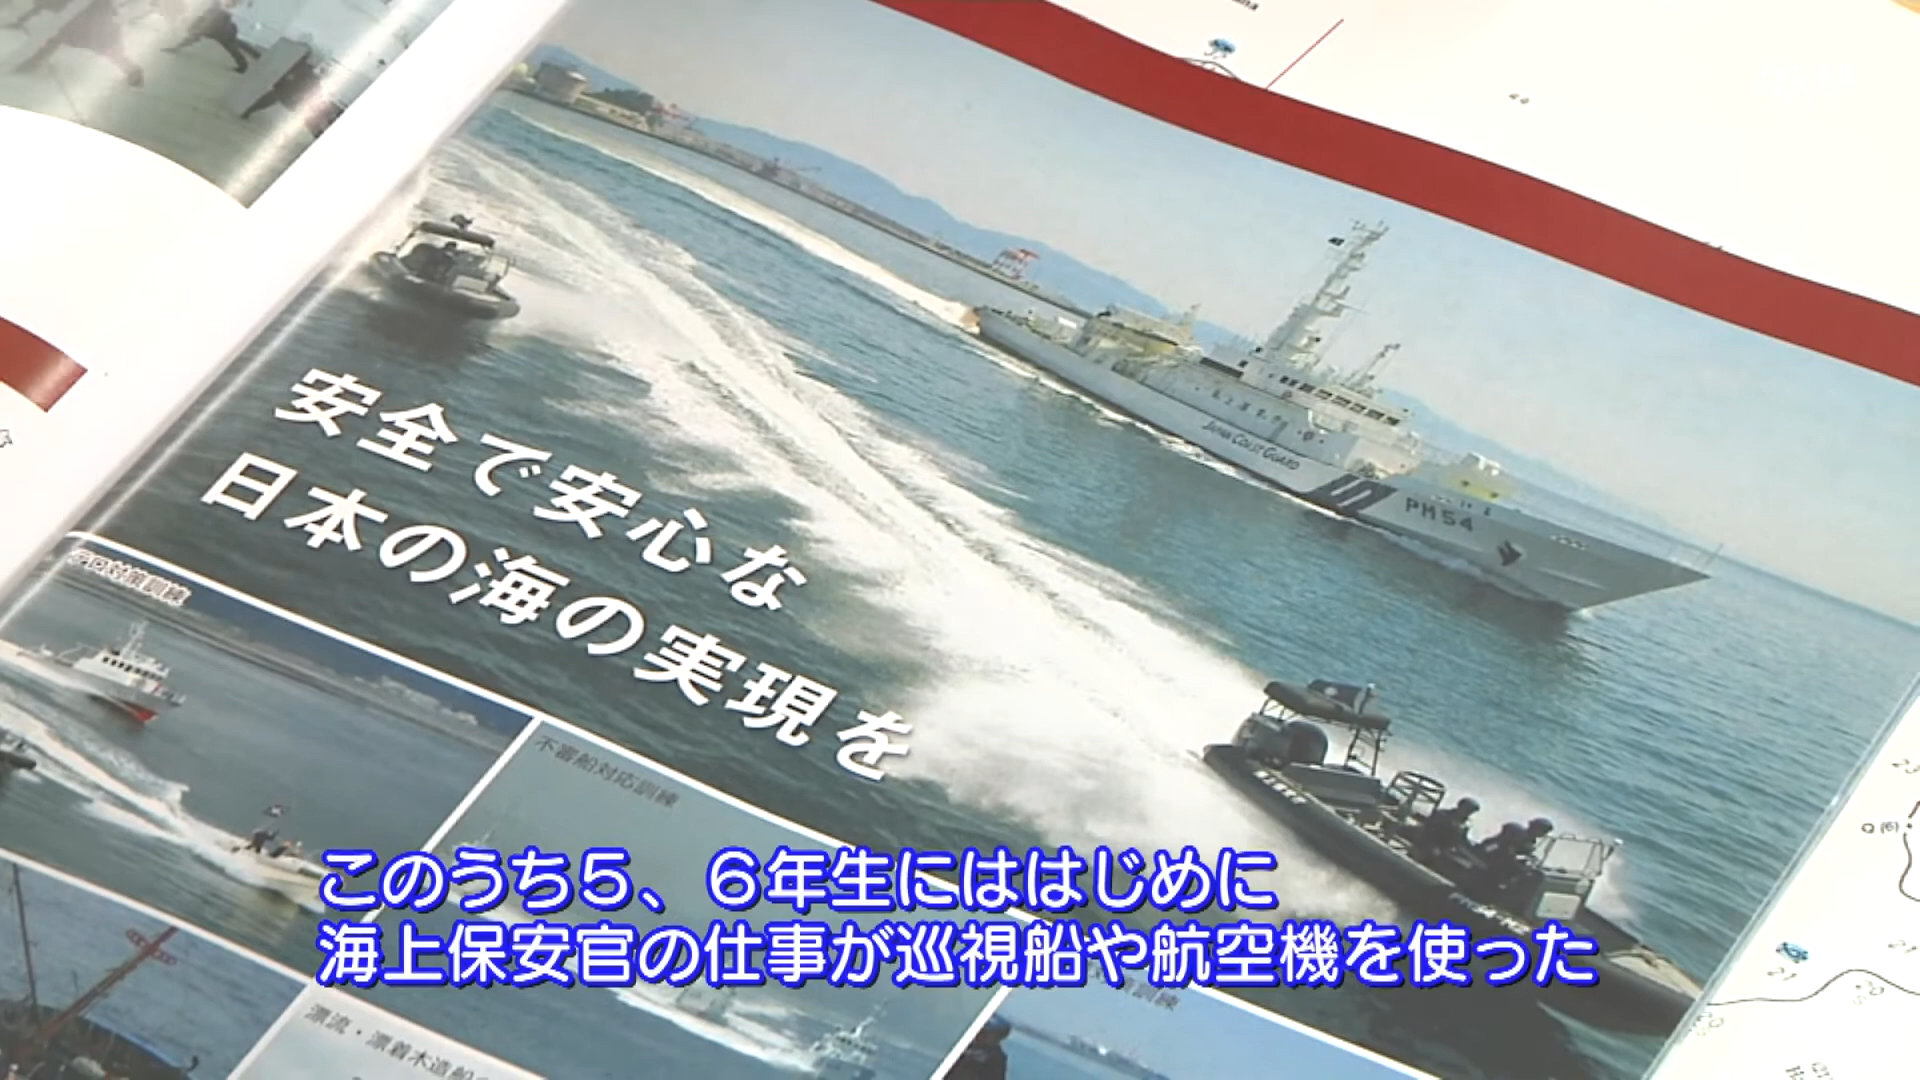 安全で安心な
日本の海の実現を
JAPAN COAST GUARD
PM54
不審船対応訓練
漂流・漂着木造船
このうち５、６年生にははじめに
海上保安官の仕事が巡視船や航空機を使った